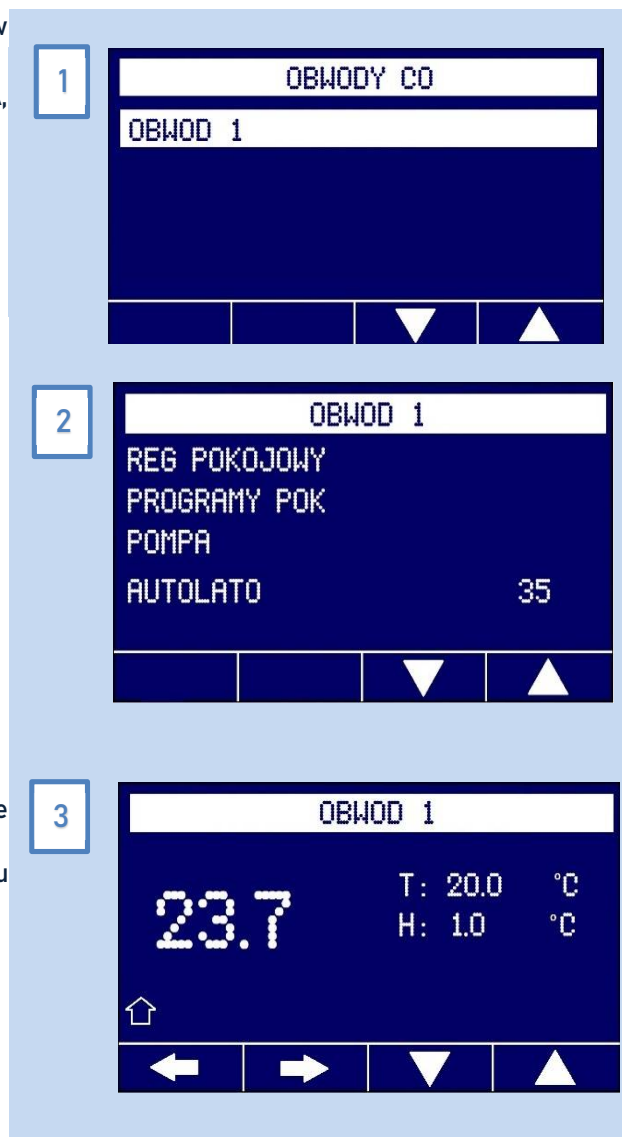 1
OBWODY CO
OBWOD 1
2
OBWOD 1
REG POKOJOWY
PROGRAMY POK
POMPA
AUTOLATO 35
3
OBWOD 1
23.7
T: 20.0 °C
H: 1.0 °C